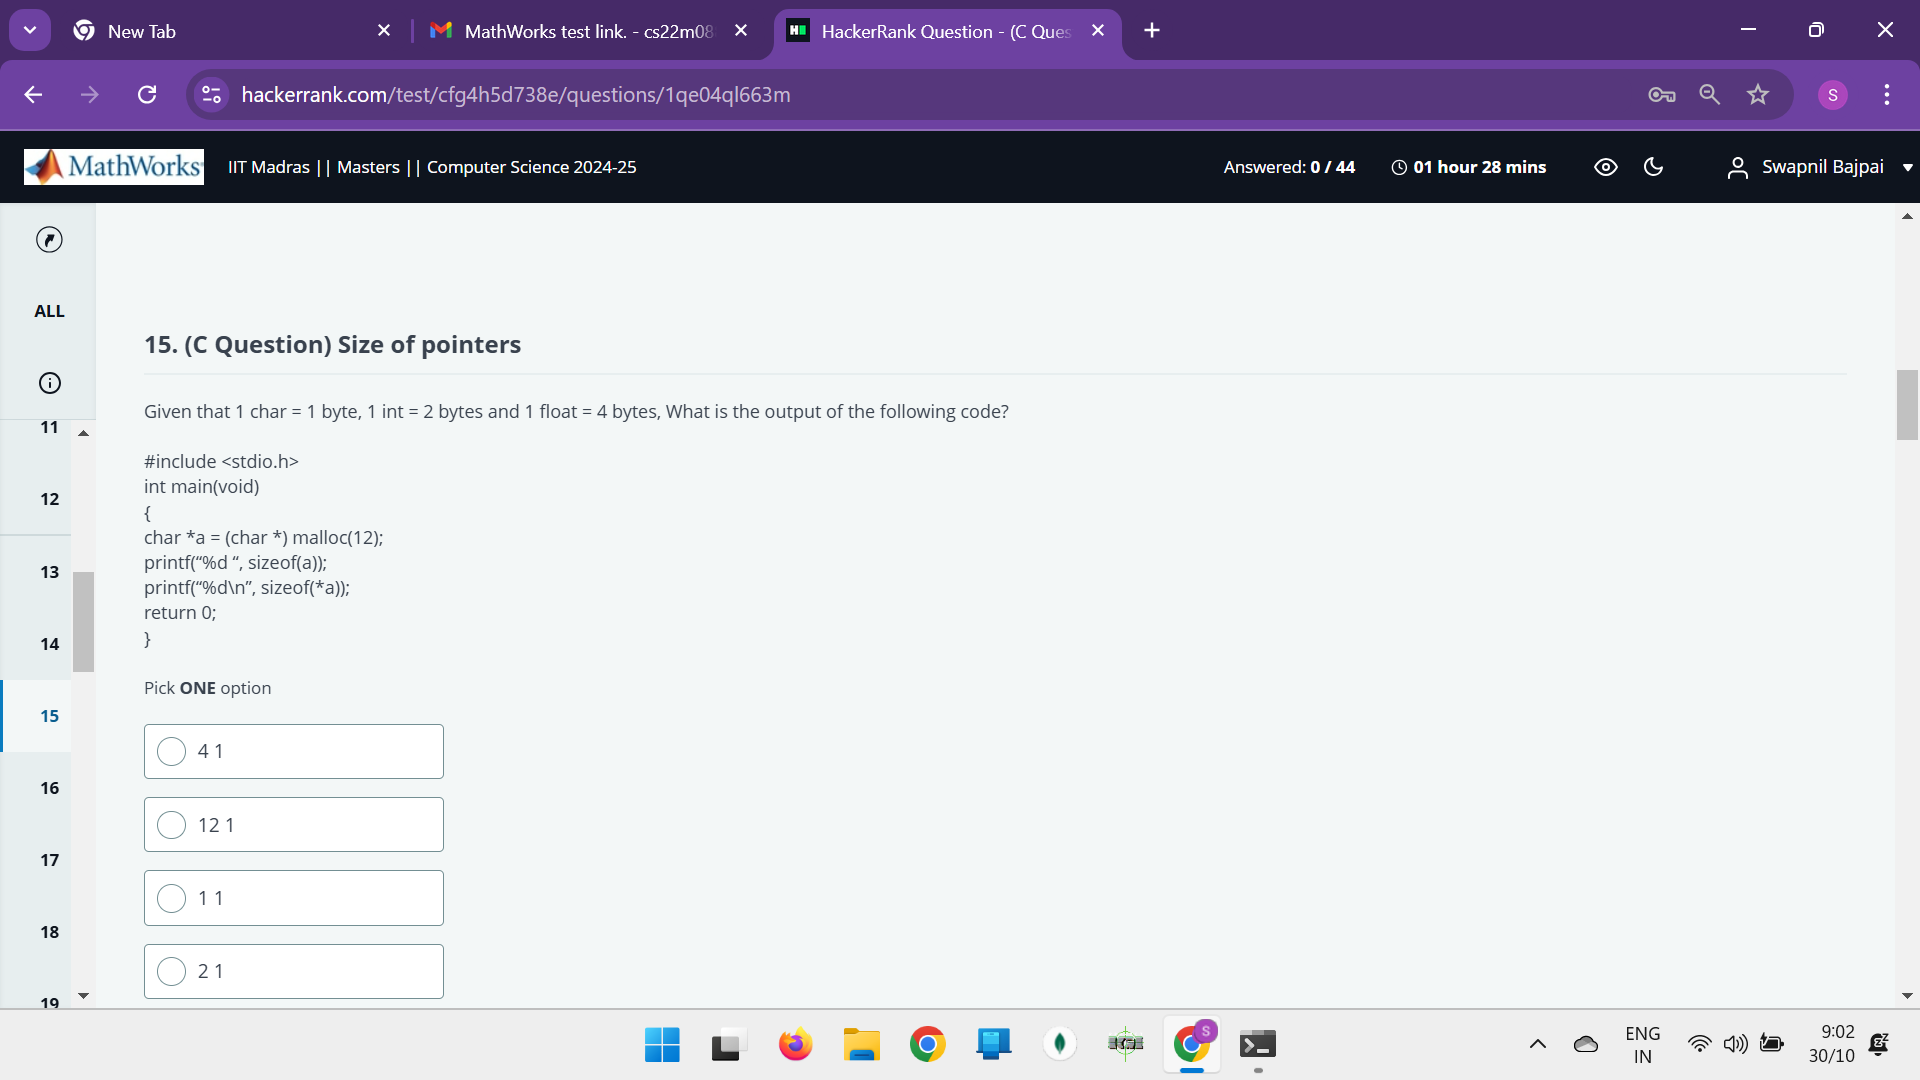 New Tab
MathWorks test link. - cs22m08
HackerRank Question - (C Ques
hackerrank.com/test/cfg4h5d738e/questions/1qe04ql663m
S
MathWorks
IIT Madras || Masters || Computer Science 2024-25
Answered: 0 / 44
01 hour 28 mins
Swapnil Bajpai
ALL
11
12
13
14
15
16
17
18
19
15. (C Question) Size of pointers
Given that 1 char = 1 byte, 1 int = 2 bytes and 1 float = 4 bytes, What is the output of the following code?
#include <stdio.h>
int main(void)
{
char *a = (char *) malloc(12);
printf(“%d “, sizeof(a));
printf(“%d\n”, sizeof(*a));
return 0;
}
Pick ONE option
4 1
12 1
1 1
2 1
S
ENG
IN
9:02
30/10